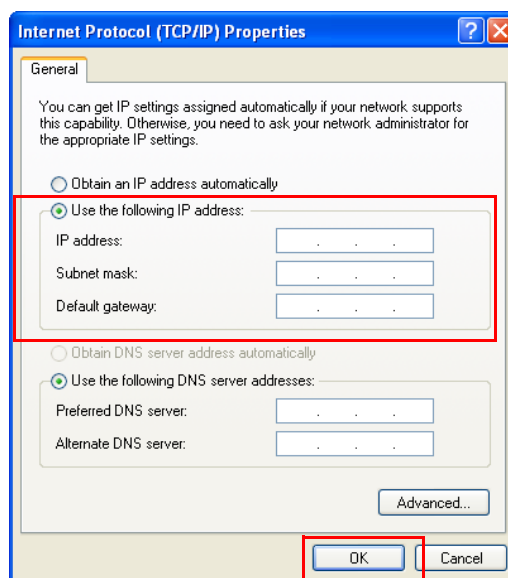 Internet Protocol (TCP/IP) Properties
General
You can get IP settings assigned automatically if your network supports
this capability. Otherwise, you need to ask your network administrator for
the appropriate IP settings.
Obtain an IP address automatically
Use the following IP address:
IP address:
Subnet mask:
Default gateway:
Obtain DNS server address automatically
Use the following DNS server addresses:
Preferred DNS server:
Alternate DNS server:
Advanced...
OK Cancel